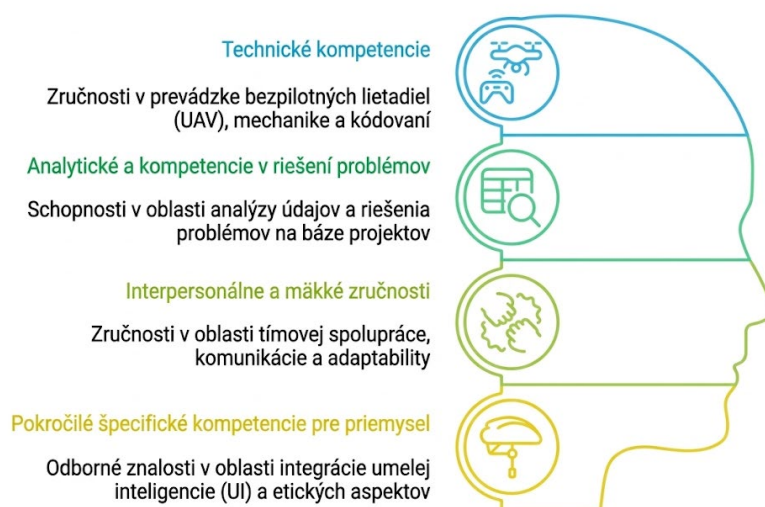 Technické kompetencie
Zručnosti v prevádzke bezpilotných lietadiel
(UAV), mechanike a kódovaní
Analytické a kompetencie v riešení problémov
Schopnosti v oblasti analýzy údajov a riešenia
problémov na báze projektov
Interpersonálne a mäkké zručnosti
Zručnosti v oblasti tímovej spolupráce,
komunikácie a adaptability
Pokročilé špecifické kompetencie pre priemysel
Odborné znalosti v oblasti integrácie umelej
inteligencie (UI) a etických aspektov